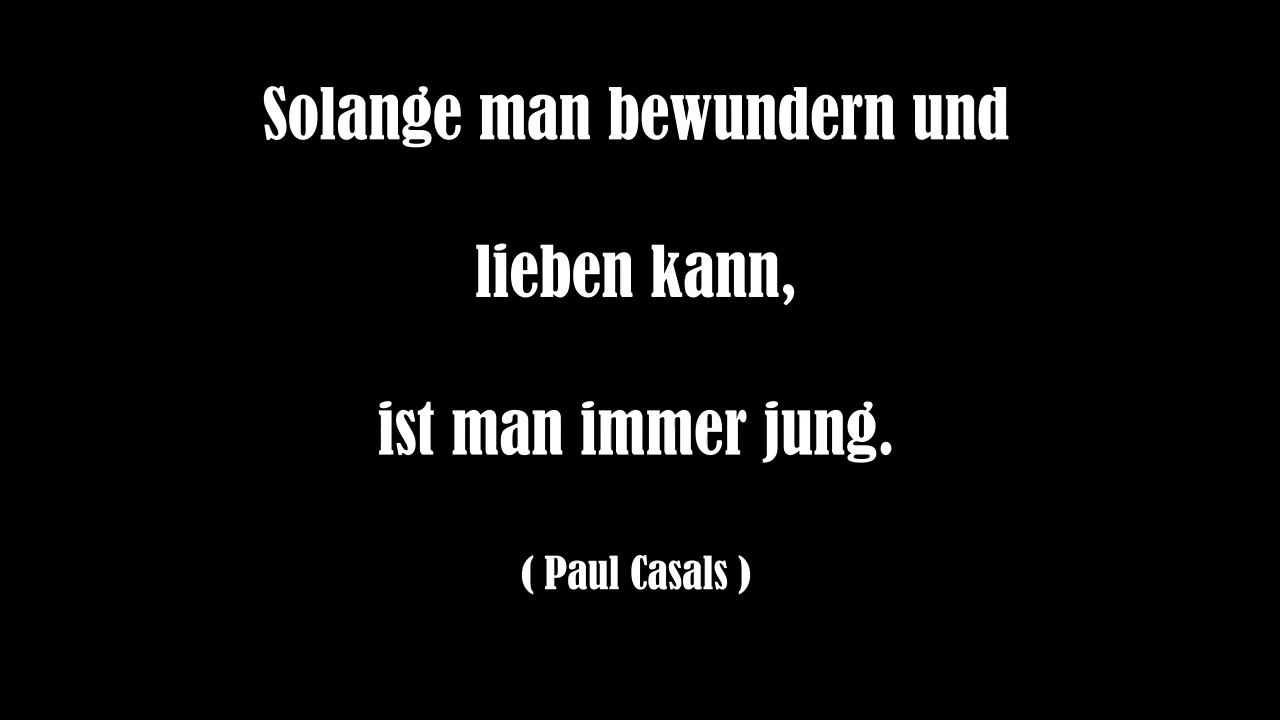 Solange man bewundern und
lieben kann,
ist man immer jung.
( Paul Casals )